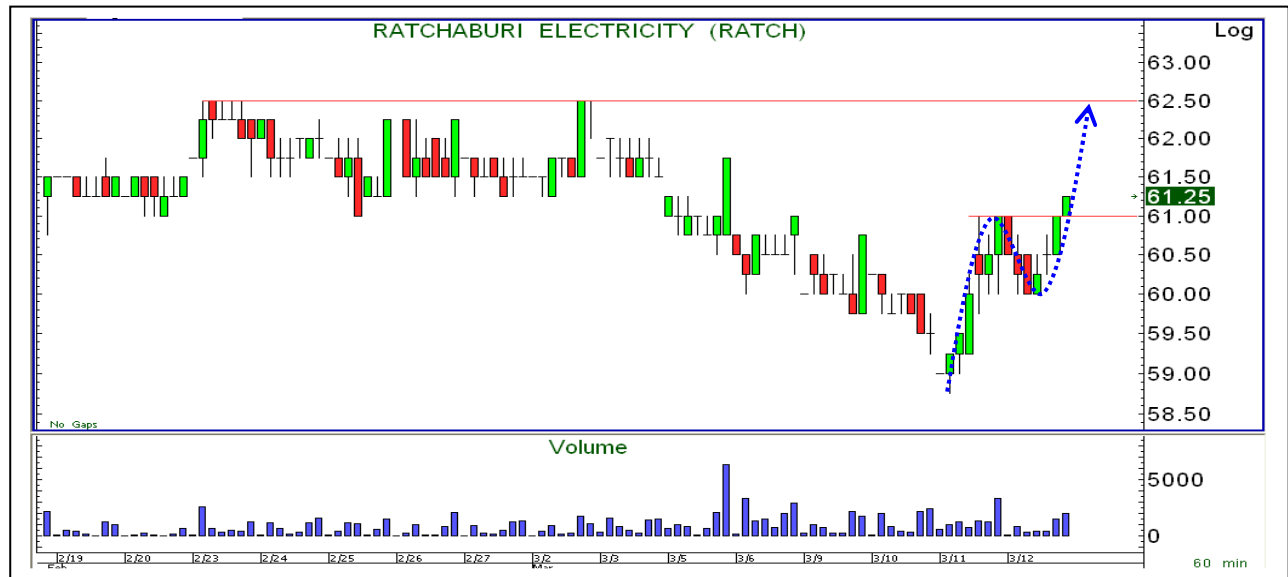 RATCHABURI ELECTRICITY (RATCH)
Log
63.00
62.50
62.00
61.50
61.25
61.00
60.50
60.00
59.50
59.00
58.50
No Gaps
Volume
5000
0
2/19 2/20 2/23 2/24 2/25 2/26 2/27 3/2 3/3 3/5 3/6 3/9 3/10 3/11 3/12
60 min